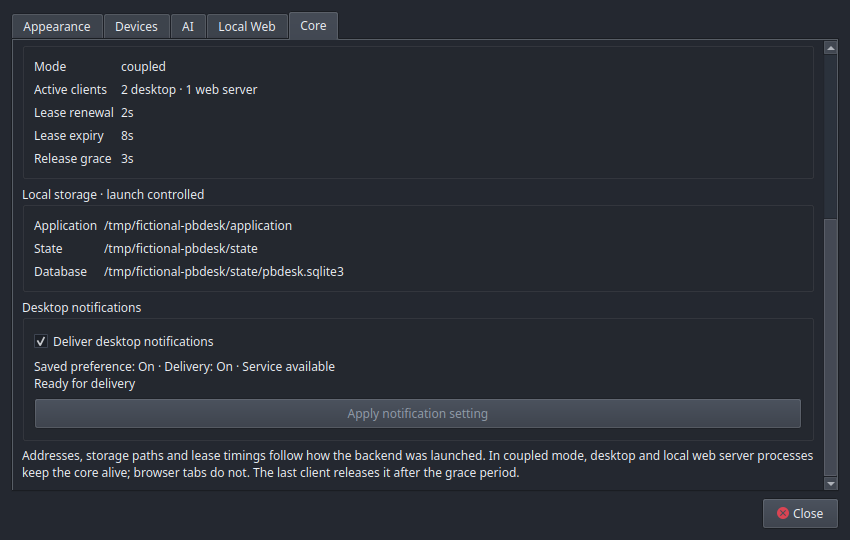 Appearance Devices AI Local Web Core
Mode coupled
Active clients 2 desktop · 1 web server
Lease renewal 2s
Lease expiry 8s
Release grace 3s
Local storage · launch controlled
Application /tmp/fictional-pbdesk/application
State /tmp/fictional-pbdesk/state
Database /tmp/fictional-pbdesk/state/pbdesk.sqlite3
Desktop notifications
Deliver desktop notifications
Saved preference: On · Delivery: On · Service available
Ready for delivery
Apply notification setting
Addresses, storage paths and lease timings follow how the backend was launched. In coupled mode, desktop and local web server processes
keep the core alive; browser tabs do not. The last client releases it after the grace period.
Close